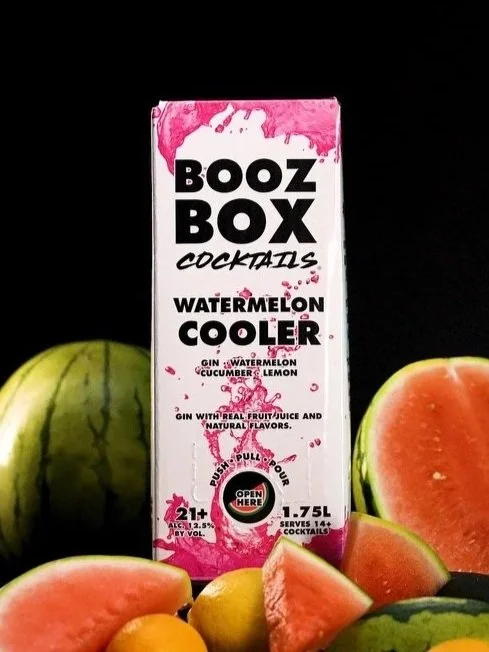 BOOZ
BOX
COCKTAILS
WATERMELON
COOLER
GIN · WATERMELON
CUCUMBER · LEMON
GIN WITH REAL FRUIT JUICE AND
NATURAL FLAVORS.
PUSH · PULL · POUR
OPEN
HERE
21+
ALC. 12.5%
BY VOL.
1.75L
SERVES 14+
COCKTAILS